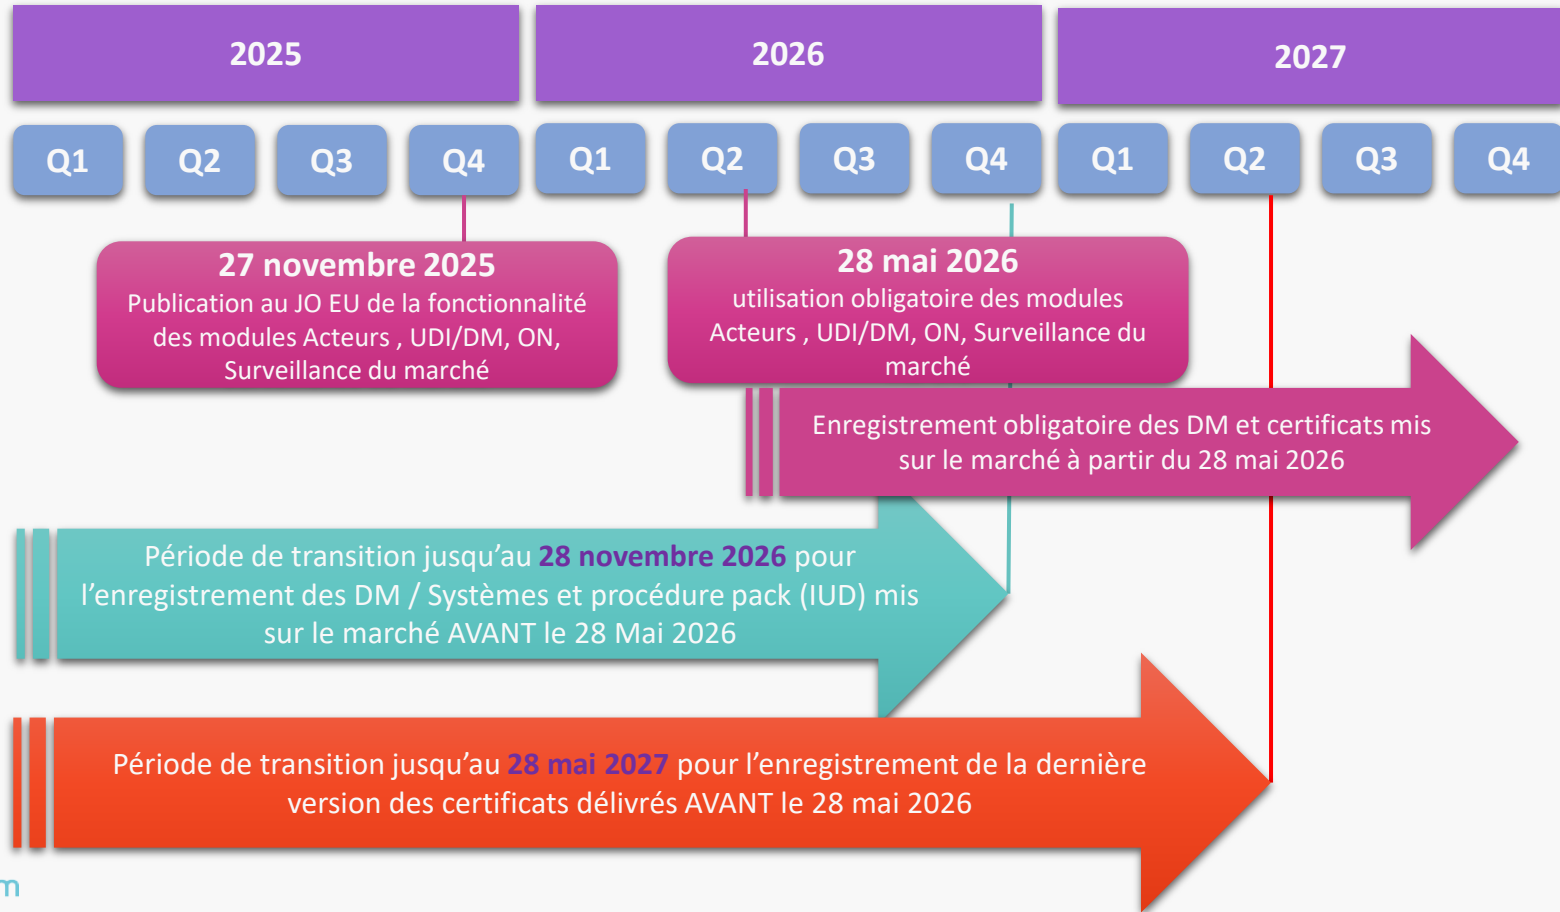 2025
2026
2027
Q1
Q2
Q3
Q4
Q1
Q2
Q3
Q4
Q1
Q2
Q3
Q4
27 novembre 2025
Publication au JO EU de la fonctionnalité
des modules Acteurs , UDI/DM, ON,
Surveillance du marché
28 mai 2026
utilisation obligatoire des modules
Acteurs , UDI/DM, ON, Surveillance du
marché
Enregistrement obligatoire des DM et certificats mis
sur le marché à partir du 28 mai 2026
Période de transition jusqu’au 28 novembre 2026 pour
l’enregistrement des DM / Systèmes et procédure pack (IUD) mis
sur le marché AVANT le 28 Mai 2026
Période de transition jusqu’au 28 mai 2027 pour l’enregistrement de la dernière
version des certificats délivrés AVANT le 28 mai 2026
m